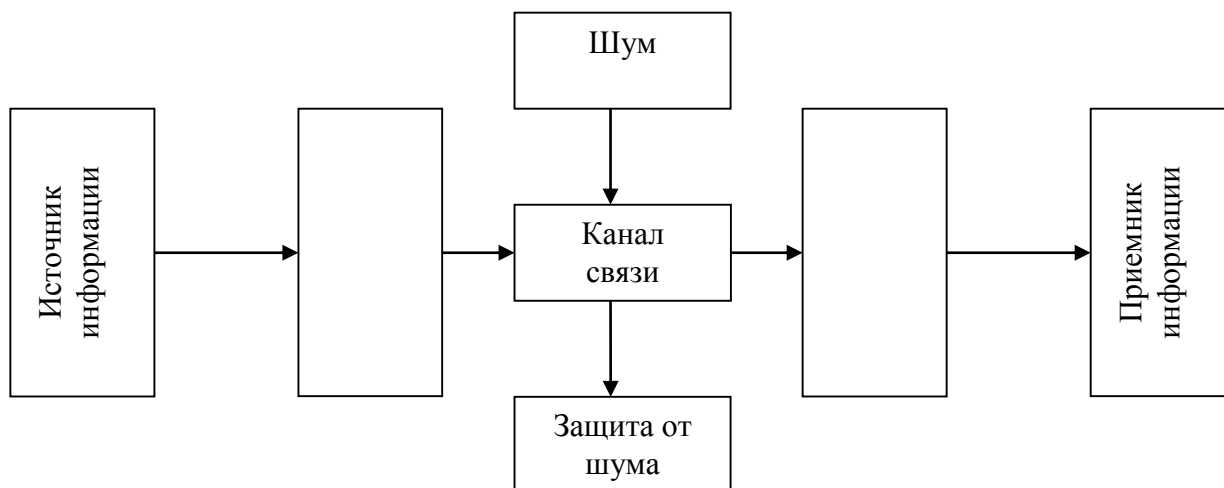 Шум
Источник
информации
Канал
связи
Приемник
информации
Защита от
шума